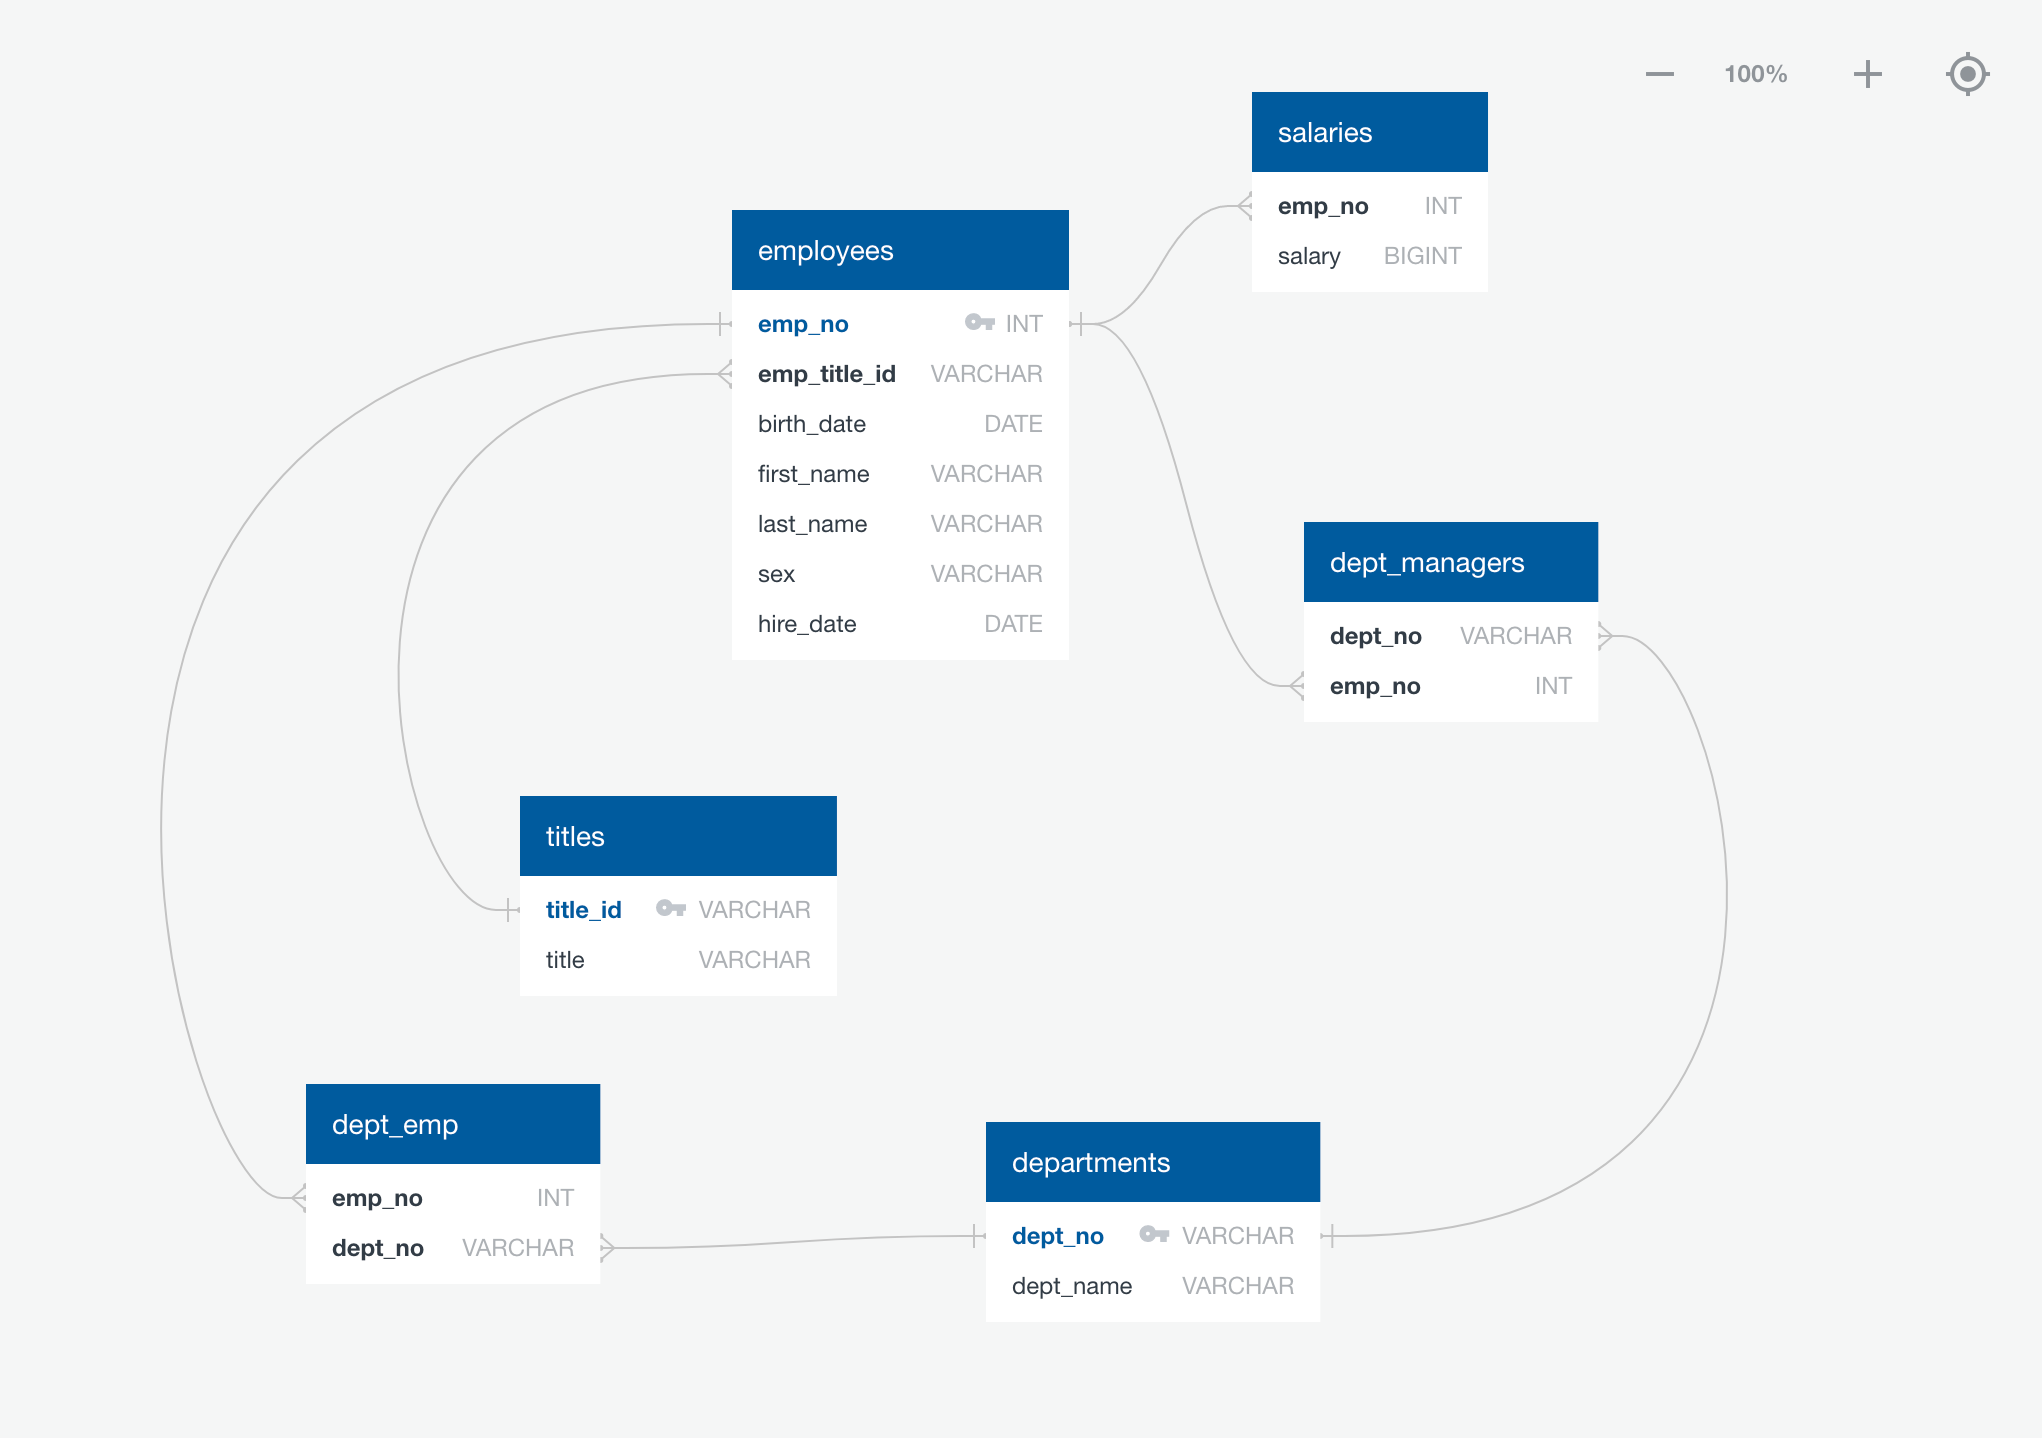 100%
salaries
emp_no INT
salary BIGINT
employees
emp_no INT
emp_title_id VARCHAR
birth_date DATE
first_name VARCHAR
last_name VARCHAR
sex VARCHAR
hire_date DATE
dept_managers
dept_no VARCHAR
emp_no INT
titles
title_id VARCHAR
title VARCHAR
dept_emp
emp_no INT
dept_no VARCHAR
departments
dept_no VARCHAR
dept_name VARCHAR